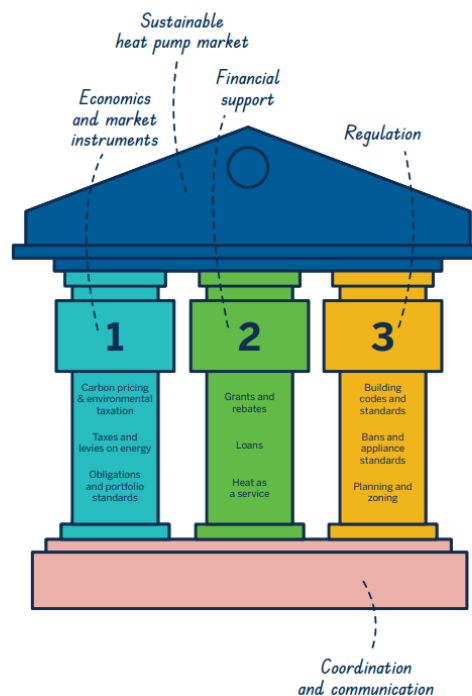 Sustainable
heat pump market
Economics
and market
instruments
Financial
support
Regulation
1
Carbon pricing
& environmental
taxation
Taxes and
levies on energy
Obligations
and portfolio
standards
2
Grants and
rebates
Loans
Heat as
a service
3
Building
codes and
standards
Bans and
appliance
standards
Planning and
zoning
Coordination
and communication